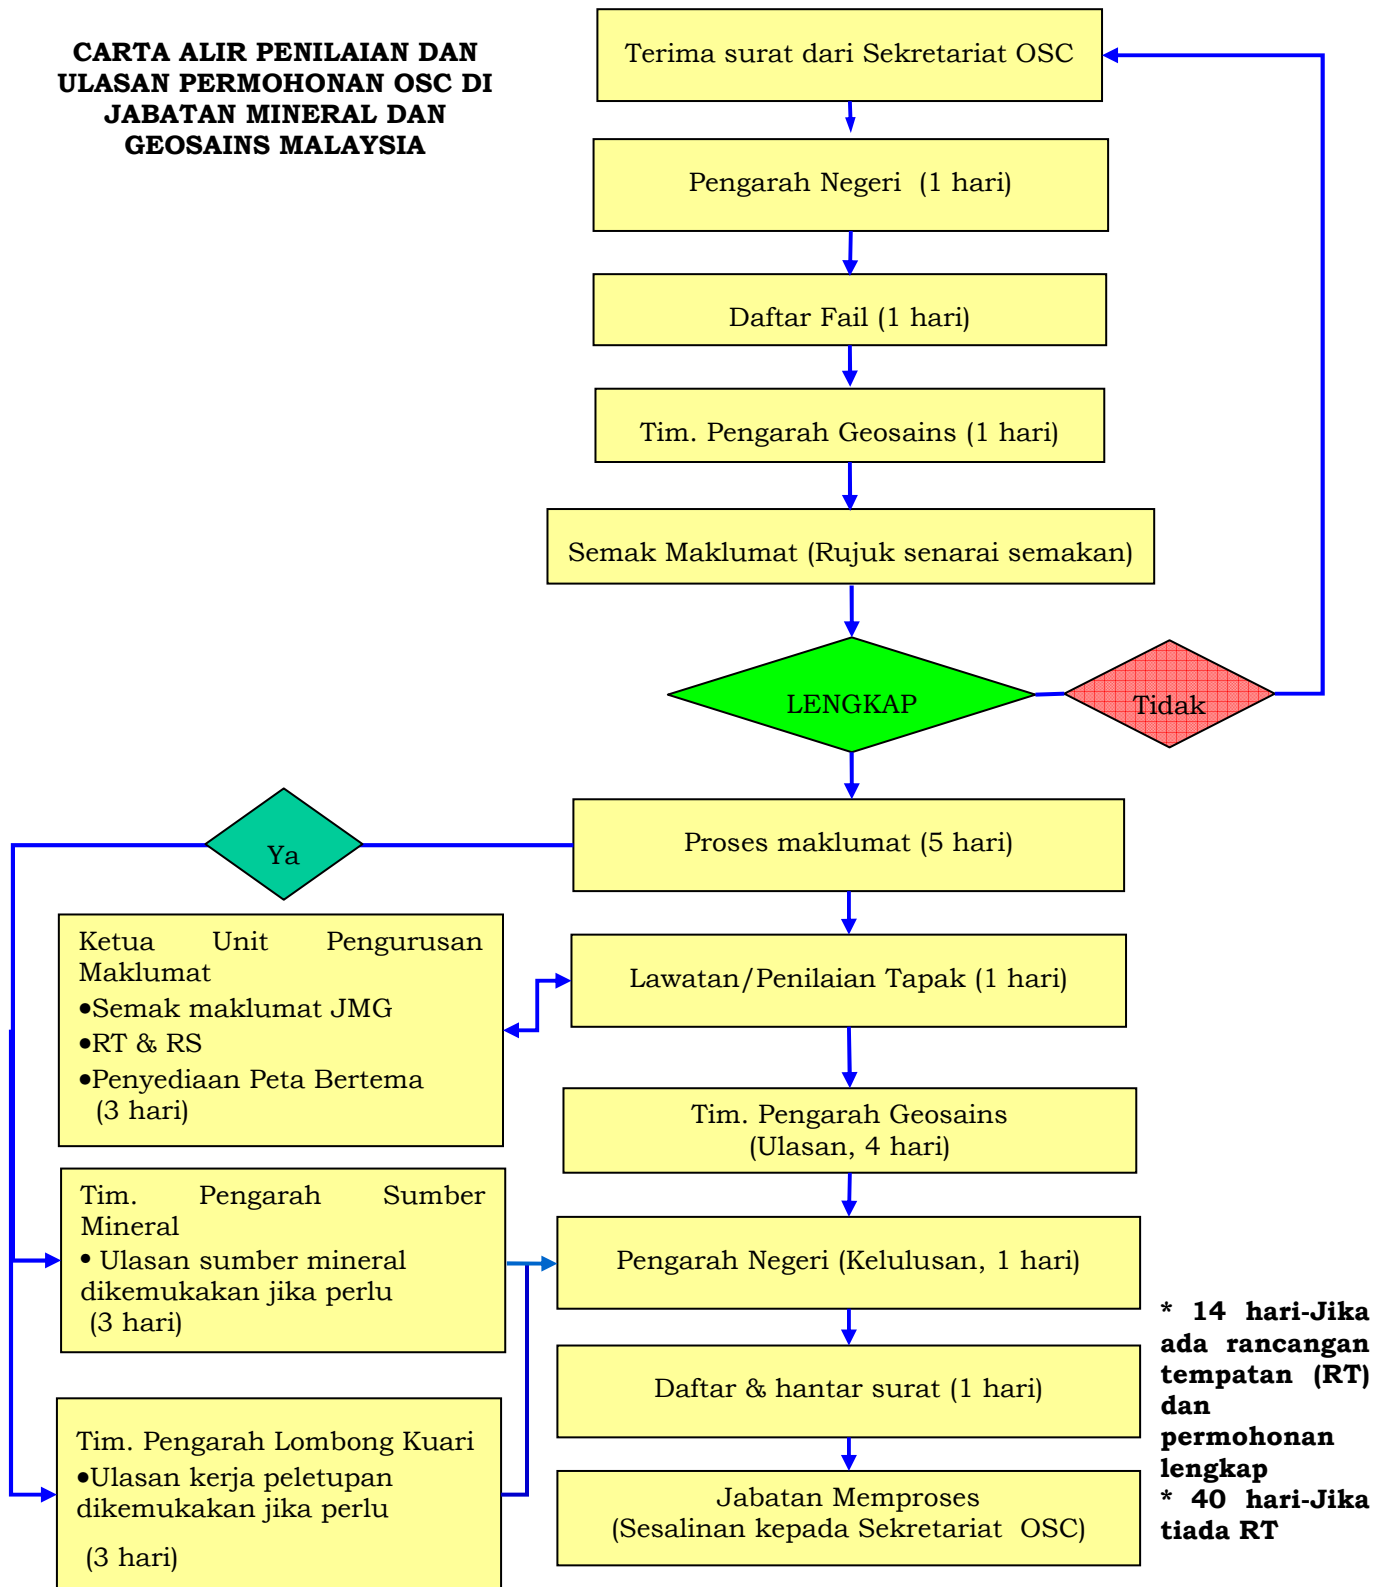 CARTA ALIR PENILAIAN DAN
ULASAN PERMOHONAN OSC DI
JABATAN MINERAL DAN
GEOSAINS MALAYSIA
Terima surat dari Sekretariat OSC
Pengarah Negeri (1 hari)
Daftar Fail (1 hari)
Tim. Pengarah Geosains (1 hari)
Semak Maklumat (Rujuk senarai semakan)
LENGKAP
Tidak
Ya
Proses maklumat (5 hari)
Ketua Unit Pengurusan
Maklumat
•Semak maklumat JMG
•RT & RS
•Penyediaan Peta Bertema
(3 hari)
Lawatan/Penilaian Tapak (1 hari)
Tim. Pengarah Geosains
(Ulasan, 4 hari)
Tim. Pengarah Sumber
Mineral
• Ulasan sumber mineral
dikemukakan jika perlu
(3 hari)
Pengarah Negeri (Kelulusan, 1 hari)
Tim. Pengarah Lombong Kuari
•Ulasan kerja peletupan
dikemukakan jika perlu
(3 hari)
Daftar & hantar surat (1 hari)
Jabatan Memproses
(Sesalinan kepada Sekretariat OSC)
* 14 hari-Jika
ada rancangan
tempatan (RT)
dan
permohonan
lengkap
* 40 hari-Jika
tiada RT